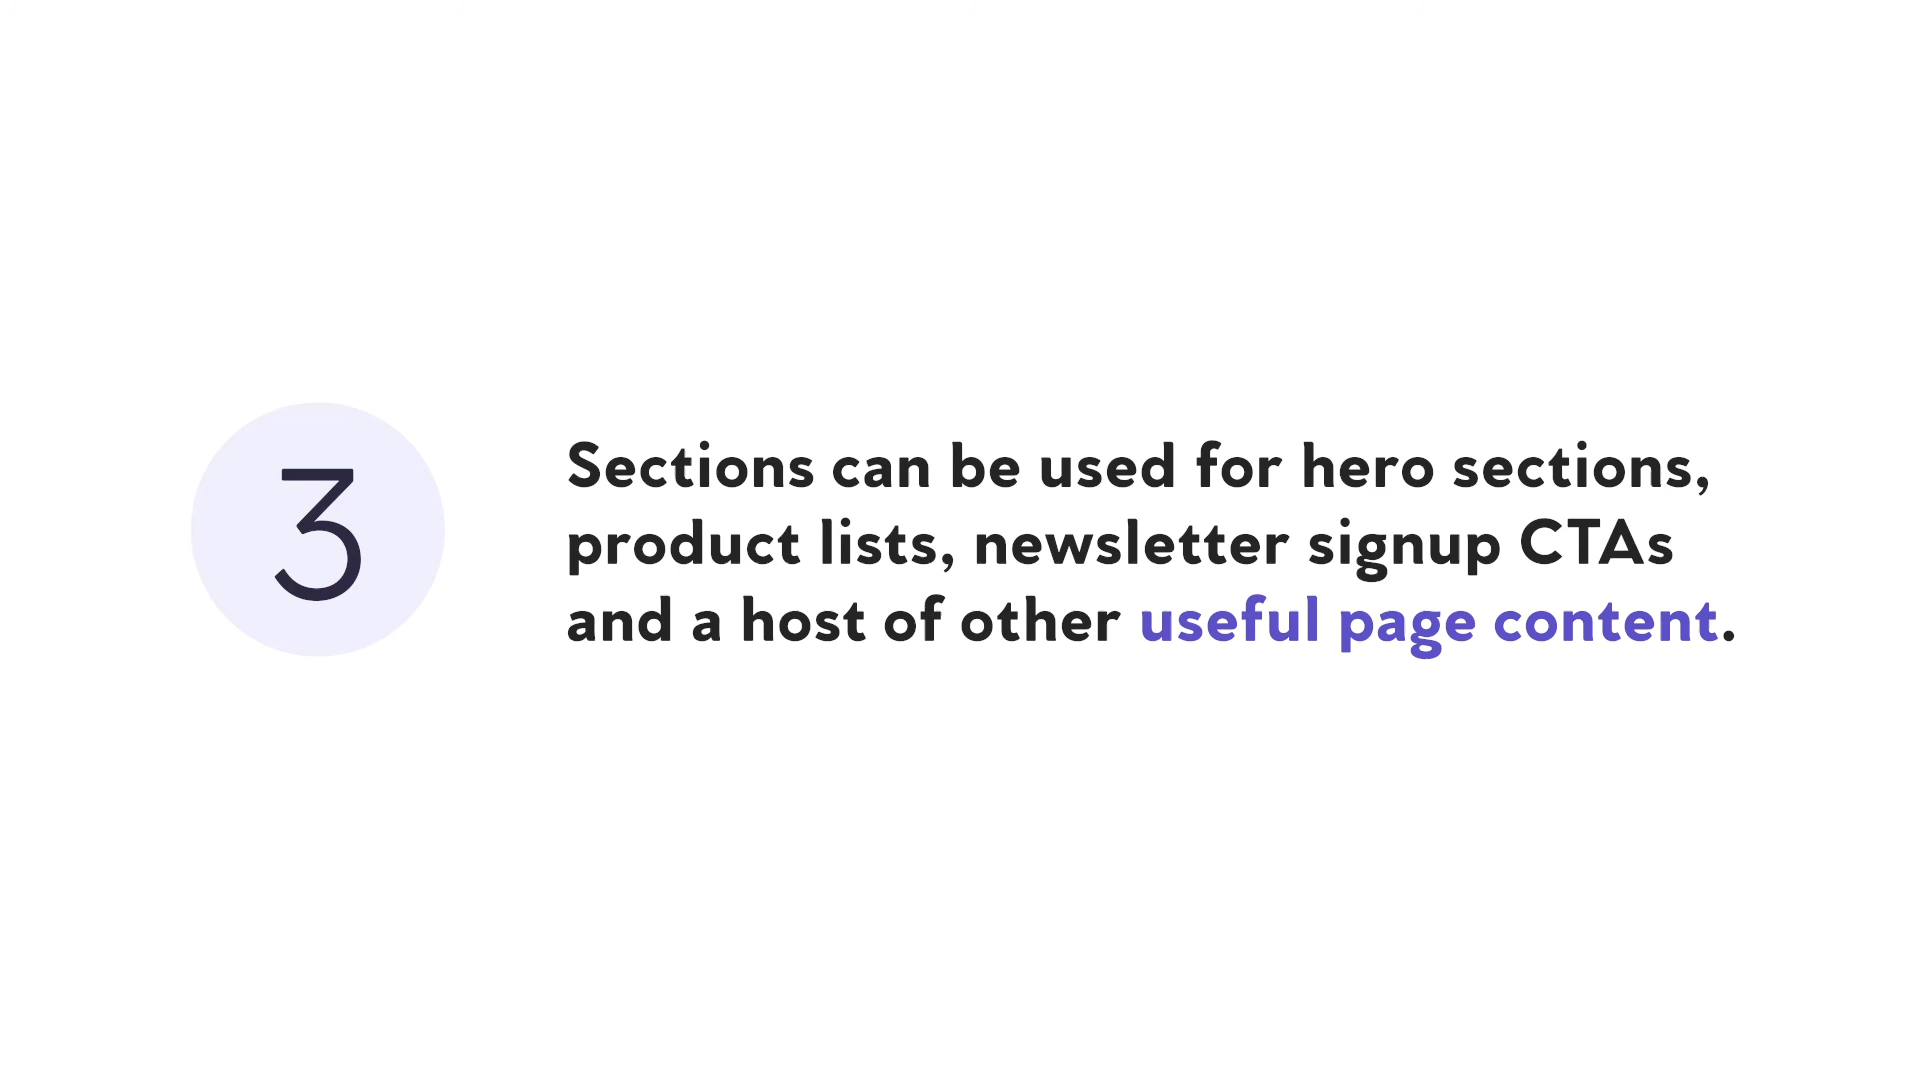 3
Sections can be used for hero sections,
product lists, newsletter signup CTAs
and a host of other useful page content.